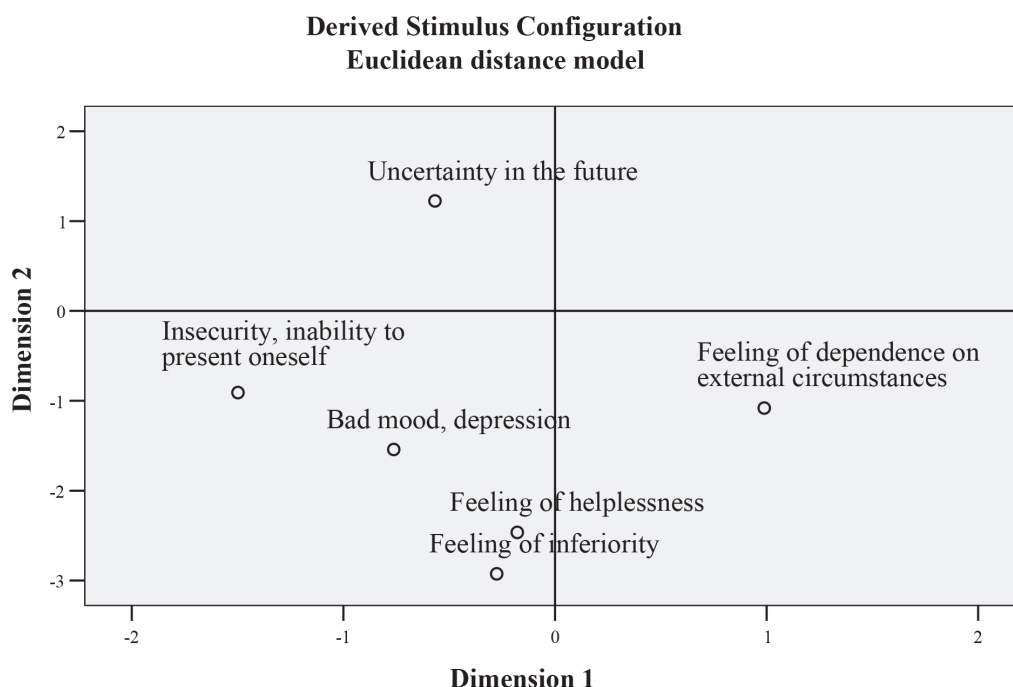 Derived Stimulus Configuration
Euclidean distance model
2
Uncertainty in the future
1
0
Insecurity, inability to
present oneself
Feeling of dependence on
external circumstances
-1
Bad mood, depression
-2
Feeling of helplessness
Feeling of inferiority
-3
Dimension 2
-2
-1
0
1
2
Dimension 1